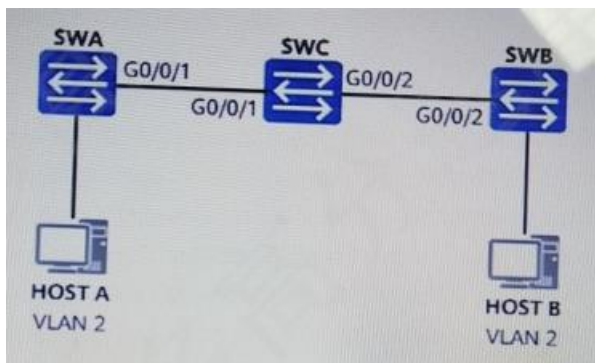 SWA
SWC
SWB
G0/0/1
G0/0/1
G0/0/2
G0/0/2
HOST A
VLAN 2
HOST B
VLAN 2